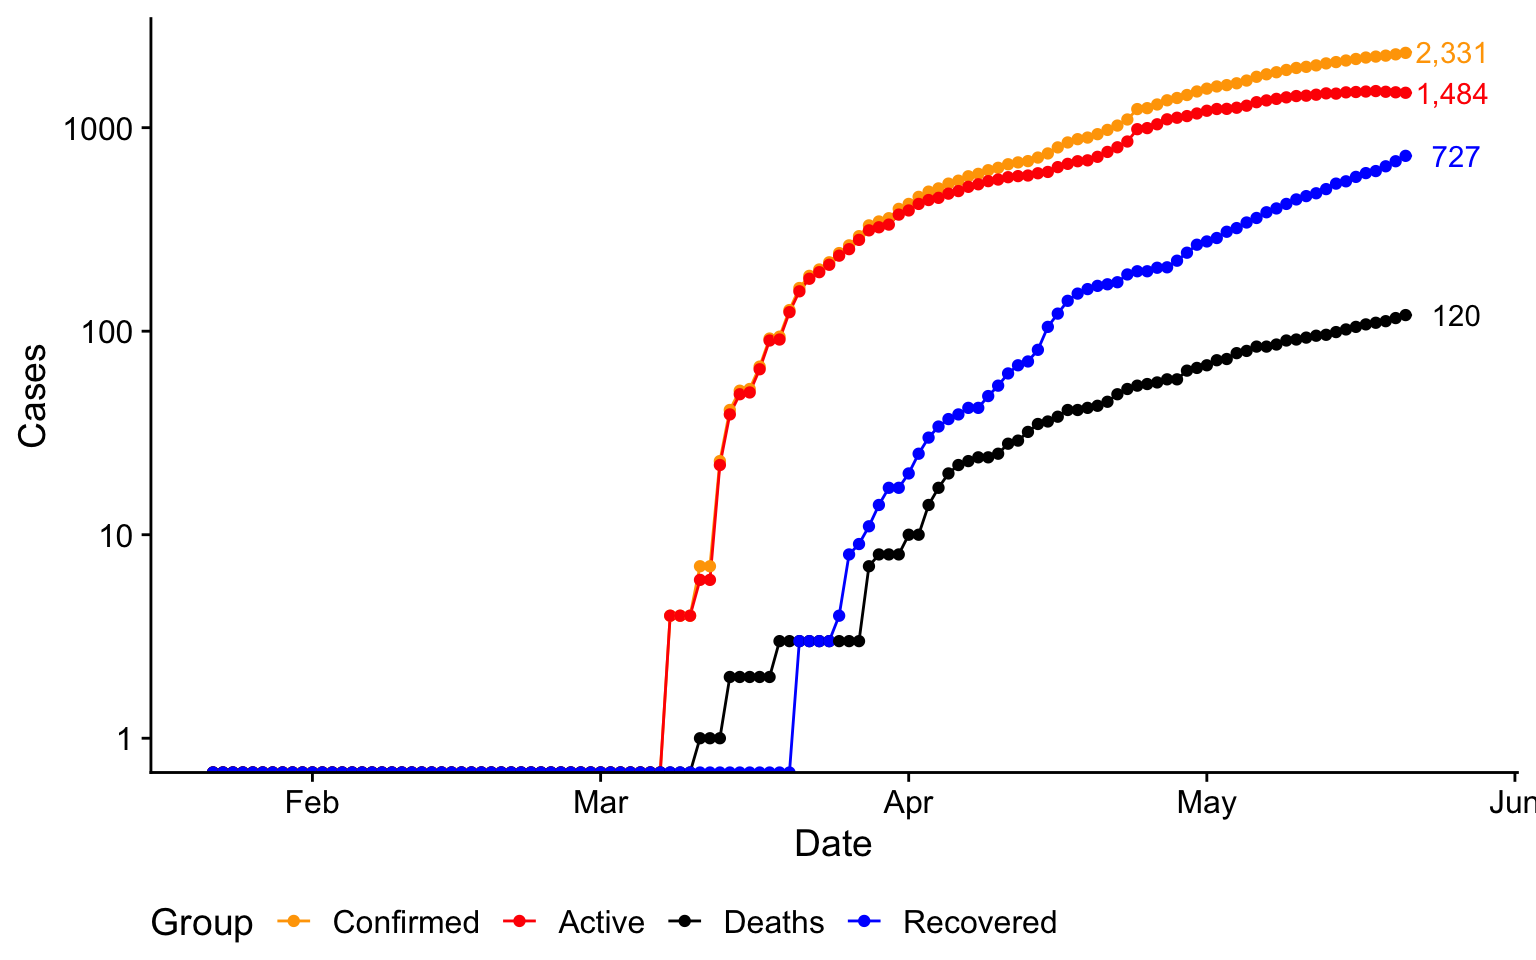 2,331
1,484
1000
727
120
100
Cases
10
1
Feb Mar Apr May Jun
Date
Group Confirmed Active Deaths Recovered